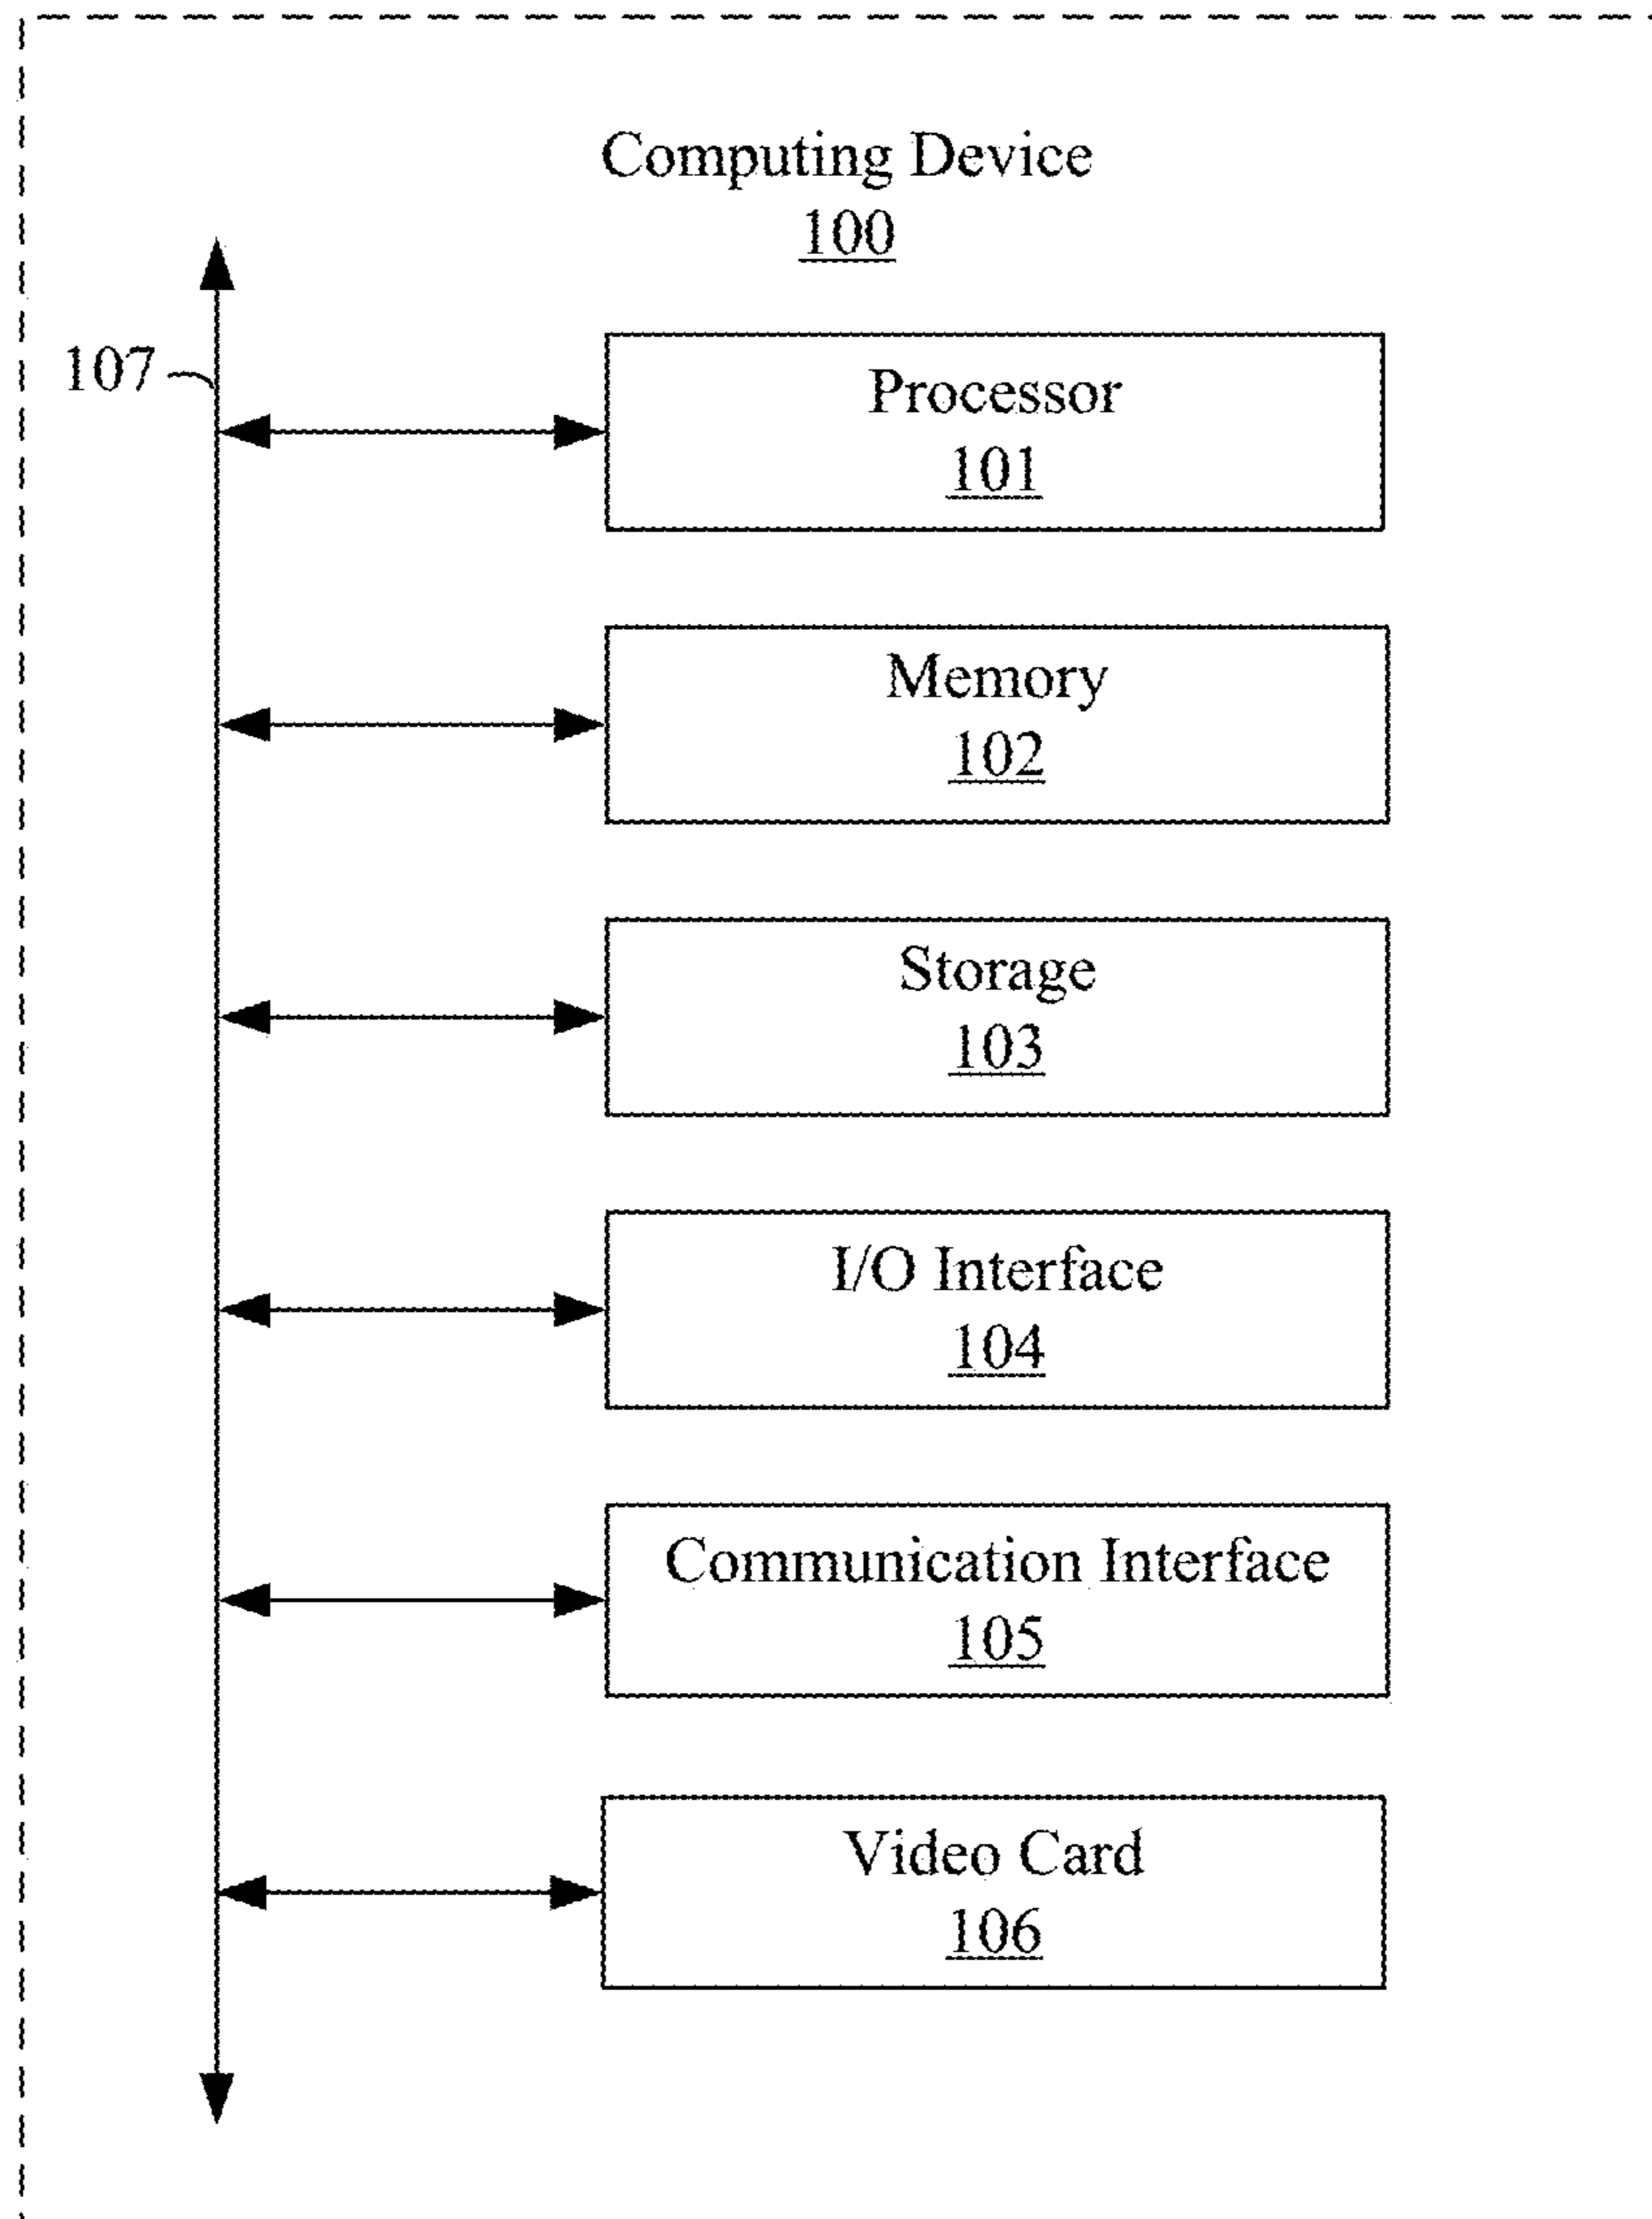 Computing Device
100
107
Processor
101
Memory
102
Storage
103
I/O Interface
104
Communication Interface
105
Video Card
106